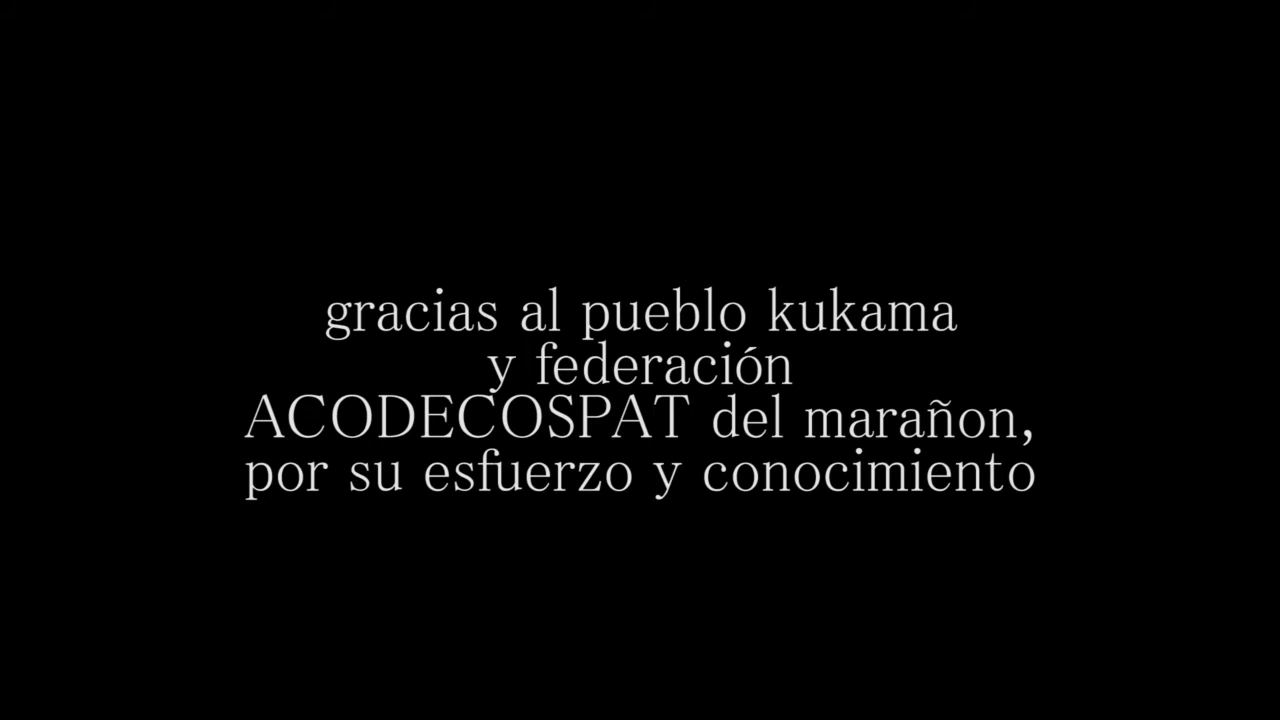 gracias al pueblo kukama
y federación
ACODECOSPAT del marañon,
por su esfuerzo y conocimiento